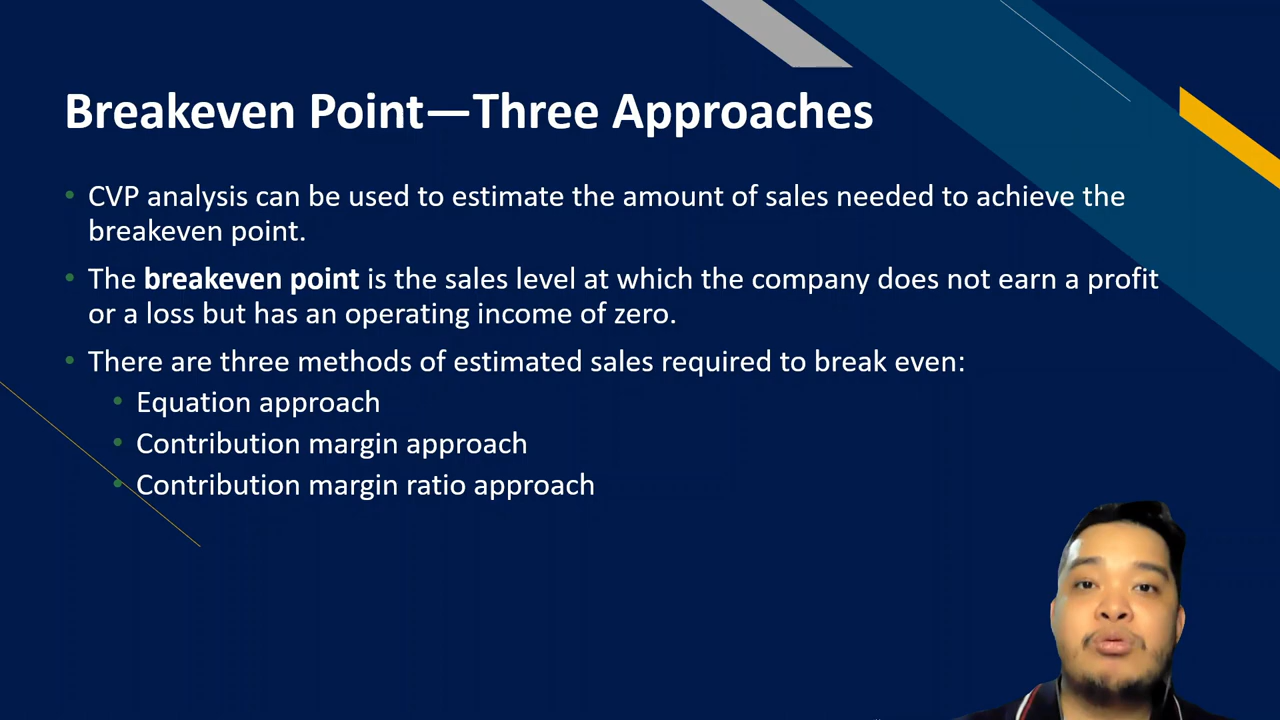 Breakeven Point—Three Approaches
• CVP analysis can be used to estimate the amount of sales needed to achieve the
breakeven point.
• The breakeven point is the sales level at which the company does not earn a profit
or a loss but has an operating income of zero.
• There are three methods of estimated sales required to break even:
• Equation approach
• Contribution margin approach
• Contribution margin ratio approach